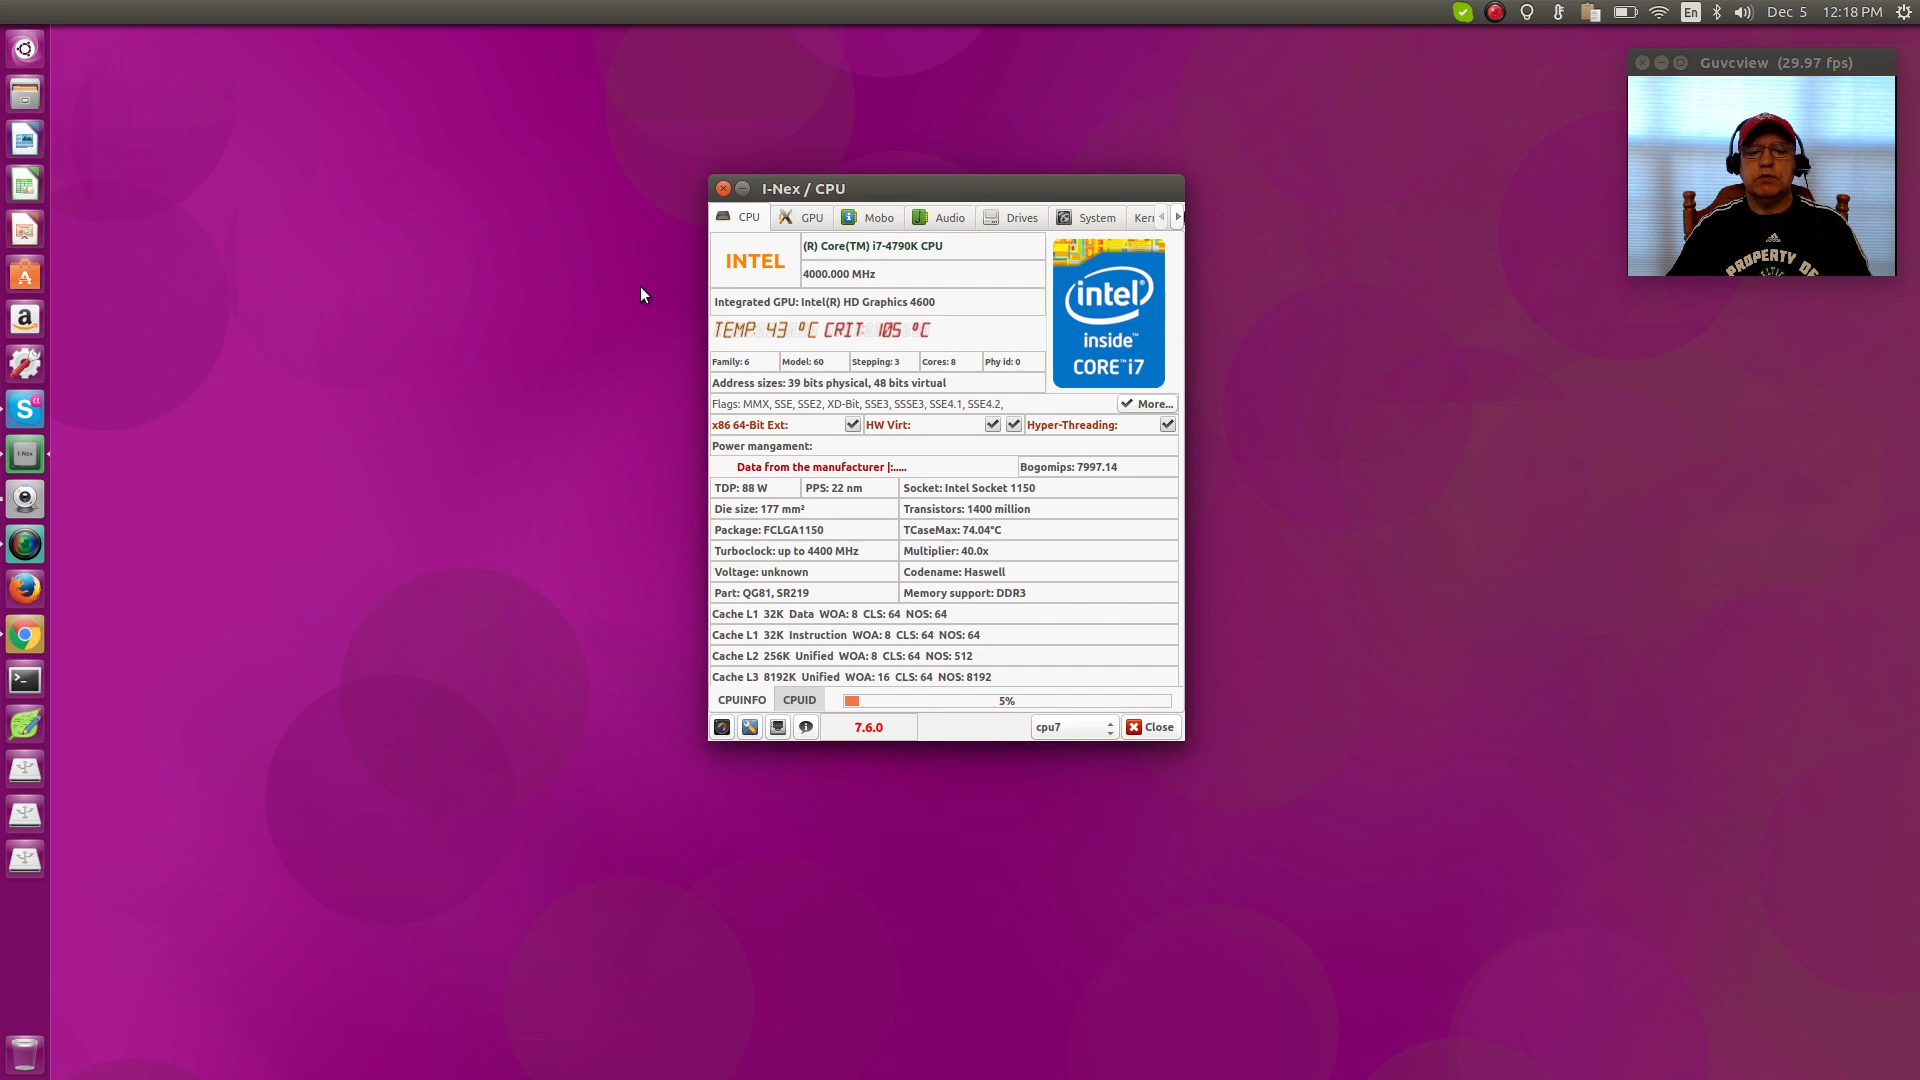 En
Dec 5
12:18 PM
Guvcview (29.97 fps)
PROPERTY OF
I-Nex / CPU
CPU
GPU
Mobo
Audio
Drives
System
Kern
INTEL
(R) Core(TM) i7-4790K CPU
4000.000 MHz
Integrated GPU: Intel(R) HD Graphics 4600
TEMP: 43 ºC CRIT: 105 ºC
intel®
inside™
CORE™ i7
Family: 6
Model: 60
Stepping: 3
Cores: 8
Phy id: 0
Address sizes: 39 bits physical, 48 bits virtual
Flags: MMX, SSE, SSE2, XD-Bit, SSE3, SSSE3, SSE4.1, SSE4.2,
More...
x86 64-Bit Ext:
HW Virt:
Hyper-Threading:
Power mangament:
Data from the manufacturer |:.....
Bogomips: 7997.14
TDP: 88 W
PPS: 22 nm
Socket: Intel Socket 1150
Die size: 177 mm²
Transistors: 1400 million
Package: FCLGA1150
TCaseMax: 74.04°C
Turboclock: up to 4400 MHz
Multiplier: 40.0x
Voltage: unknown
Codename: Haswell
Part: QG81, SR219
Memory support: DDR3
Cache L1 32K Data WOA: 8 CLS: 64 NOS: 64
Cache L1 32K Instruction WOA: 8 CLS: 64 NOS: 64
Cache L2 256K Unified WOA: 8 CLS: 64 NOS: 512
Cache L3 8192K Unified WOA: 16 CLS: 64 NOS: 8192
CPUINFO
CPUID
5%
7.6.0
cpu7
Close